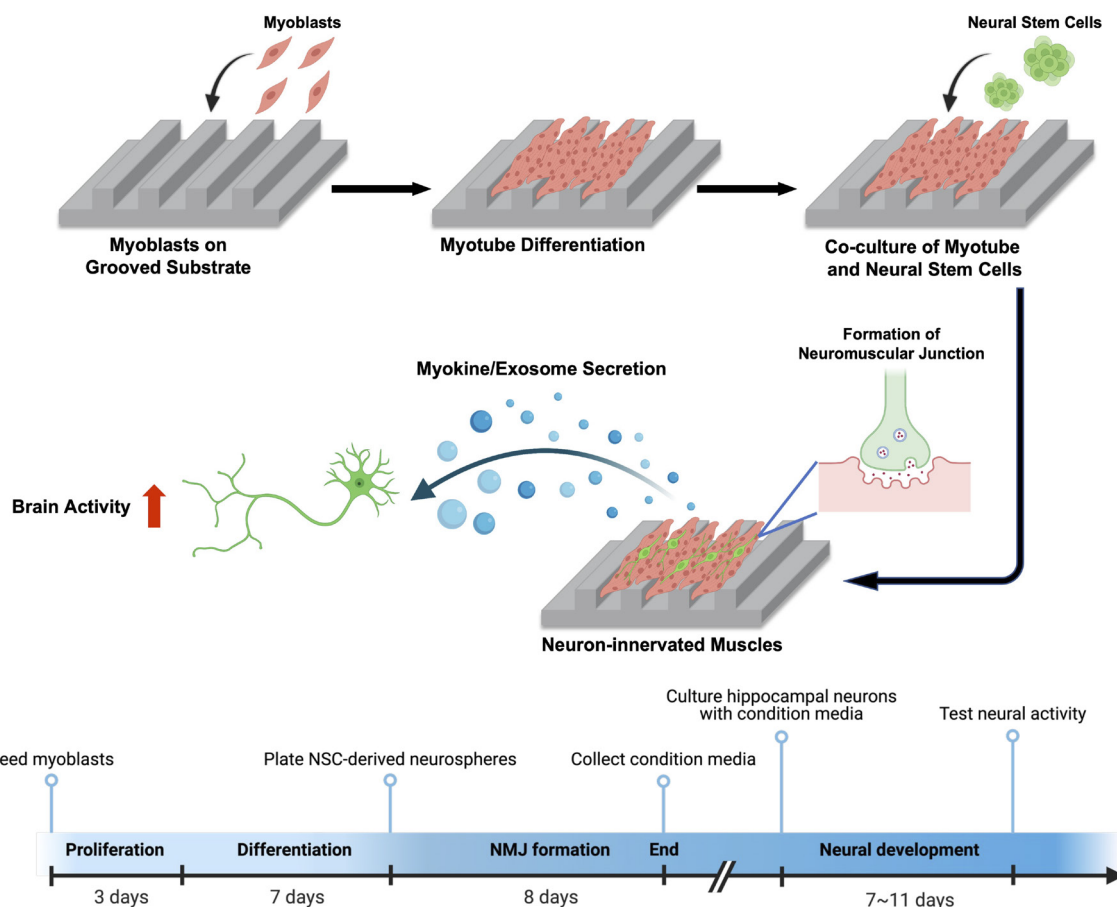 Myoblasts
Neural Stem Cells
Myoblasts on
Grooved Substrate
Myotube Differentiation
Co-culture of Myotube
and Neural Stem Cells
Formation of
Neuromuscular Junction
Myokine/Exosome Secretion
Brain Activity
Neuron-innervated Muscles
Culture hippocampal neurons
with condition media
Test neural activity
eed myoblasts
Plate NSC-derived neurospheres
Collect condition media
Proliferation
Differentiation
NMJ formation
End
Neural development
3 days
7 days
8 days
7~11 days